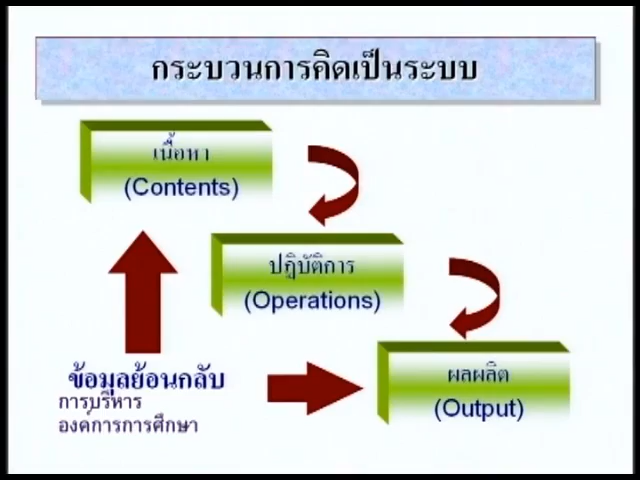 กระบวนการคิดเป็นระบบ
เนื้อหา
(Contents)
ปฏิบัติการ
(Operations)
ผลผลิต
(Output)
ข้อมูลย้อนกลับ
การบริหาร
องค์การการศึกษา